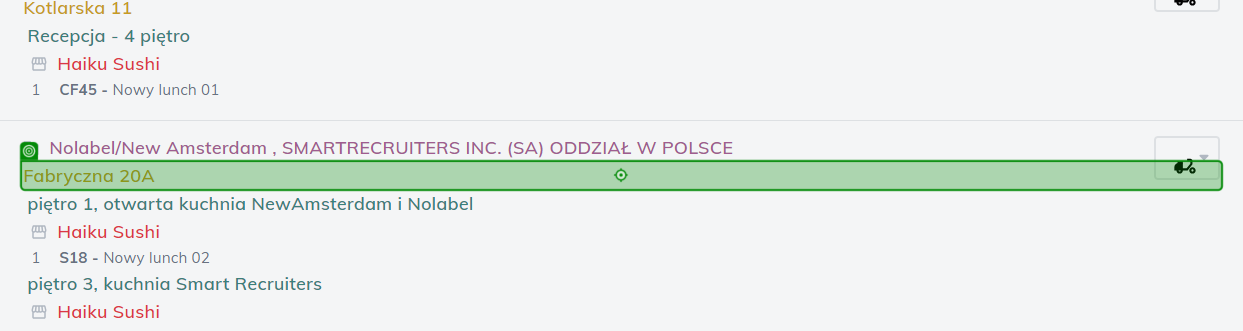 Kotlarska 11
Recepcja - 4 piętro
Haiku Sushi
1 CF45 - Nowy lunch 01
Nolabel/New Amsterdam , SMARTRECRUITERS INC. (SA) ODDZIAŁ W POLSCE
Fabryczna 20A
piętro 1, otwarta kuchnia NewAmsterdam i Nolabel
Haiku Sushi
1 S18 - Nowy lunch 02
piętro 3, kuchnia Smart Recruiters
Haiku Sushi